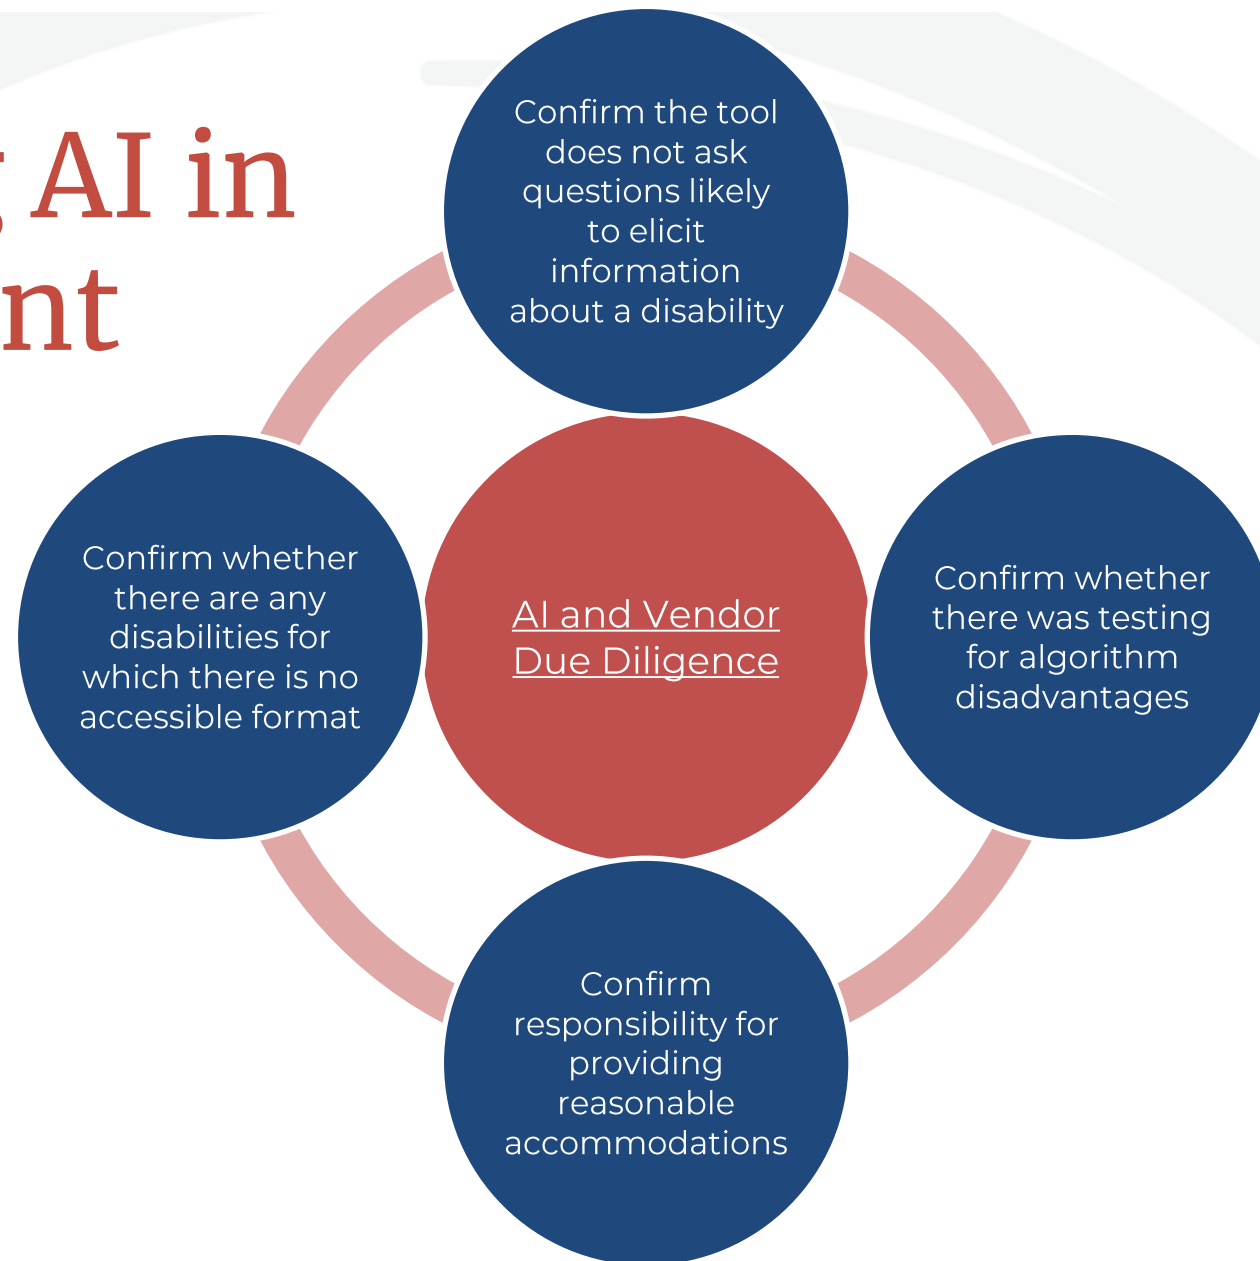 AI in
Confirm the tool
does not ask
questions likely
to elicit
information
about a disability
Confirm whether
there are any
disabilities for
which there is no
accessible format
AI and Vendor
Due Diligence
Confirm whether
there was testing
for algorithm
disadvantages
Confirm
responsibility for
providing
reasonable
accommodations